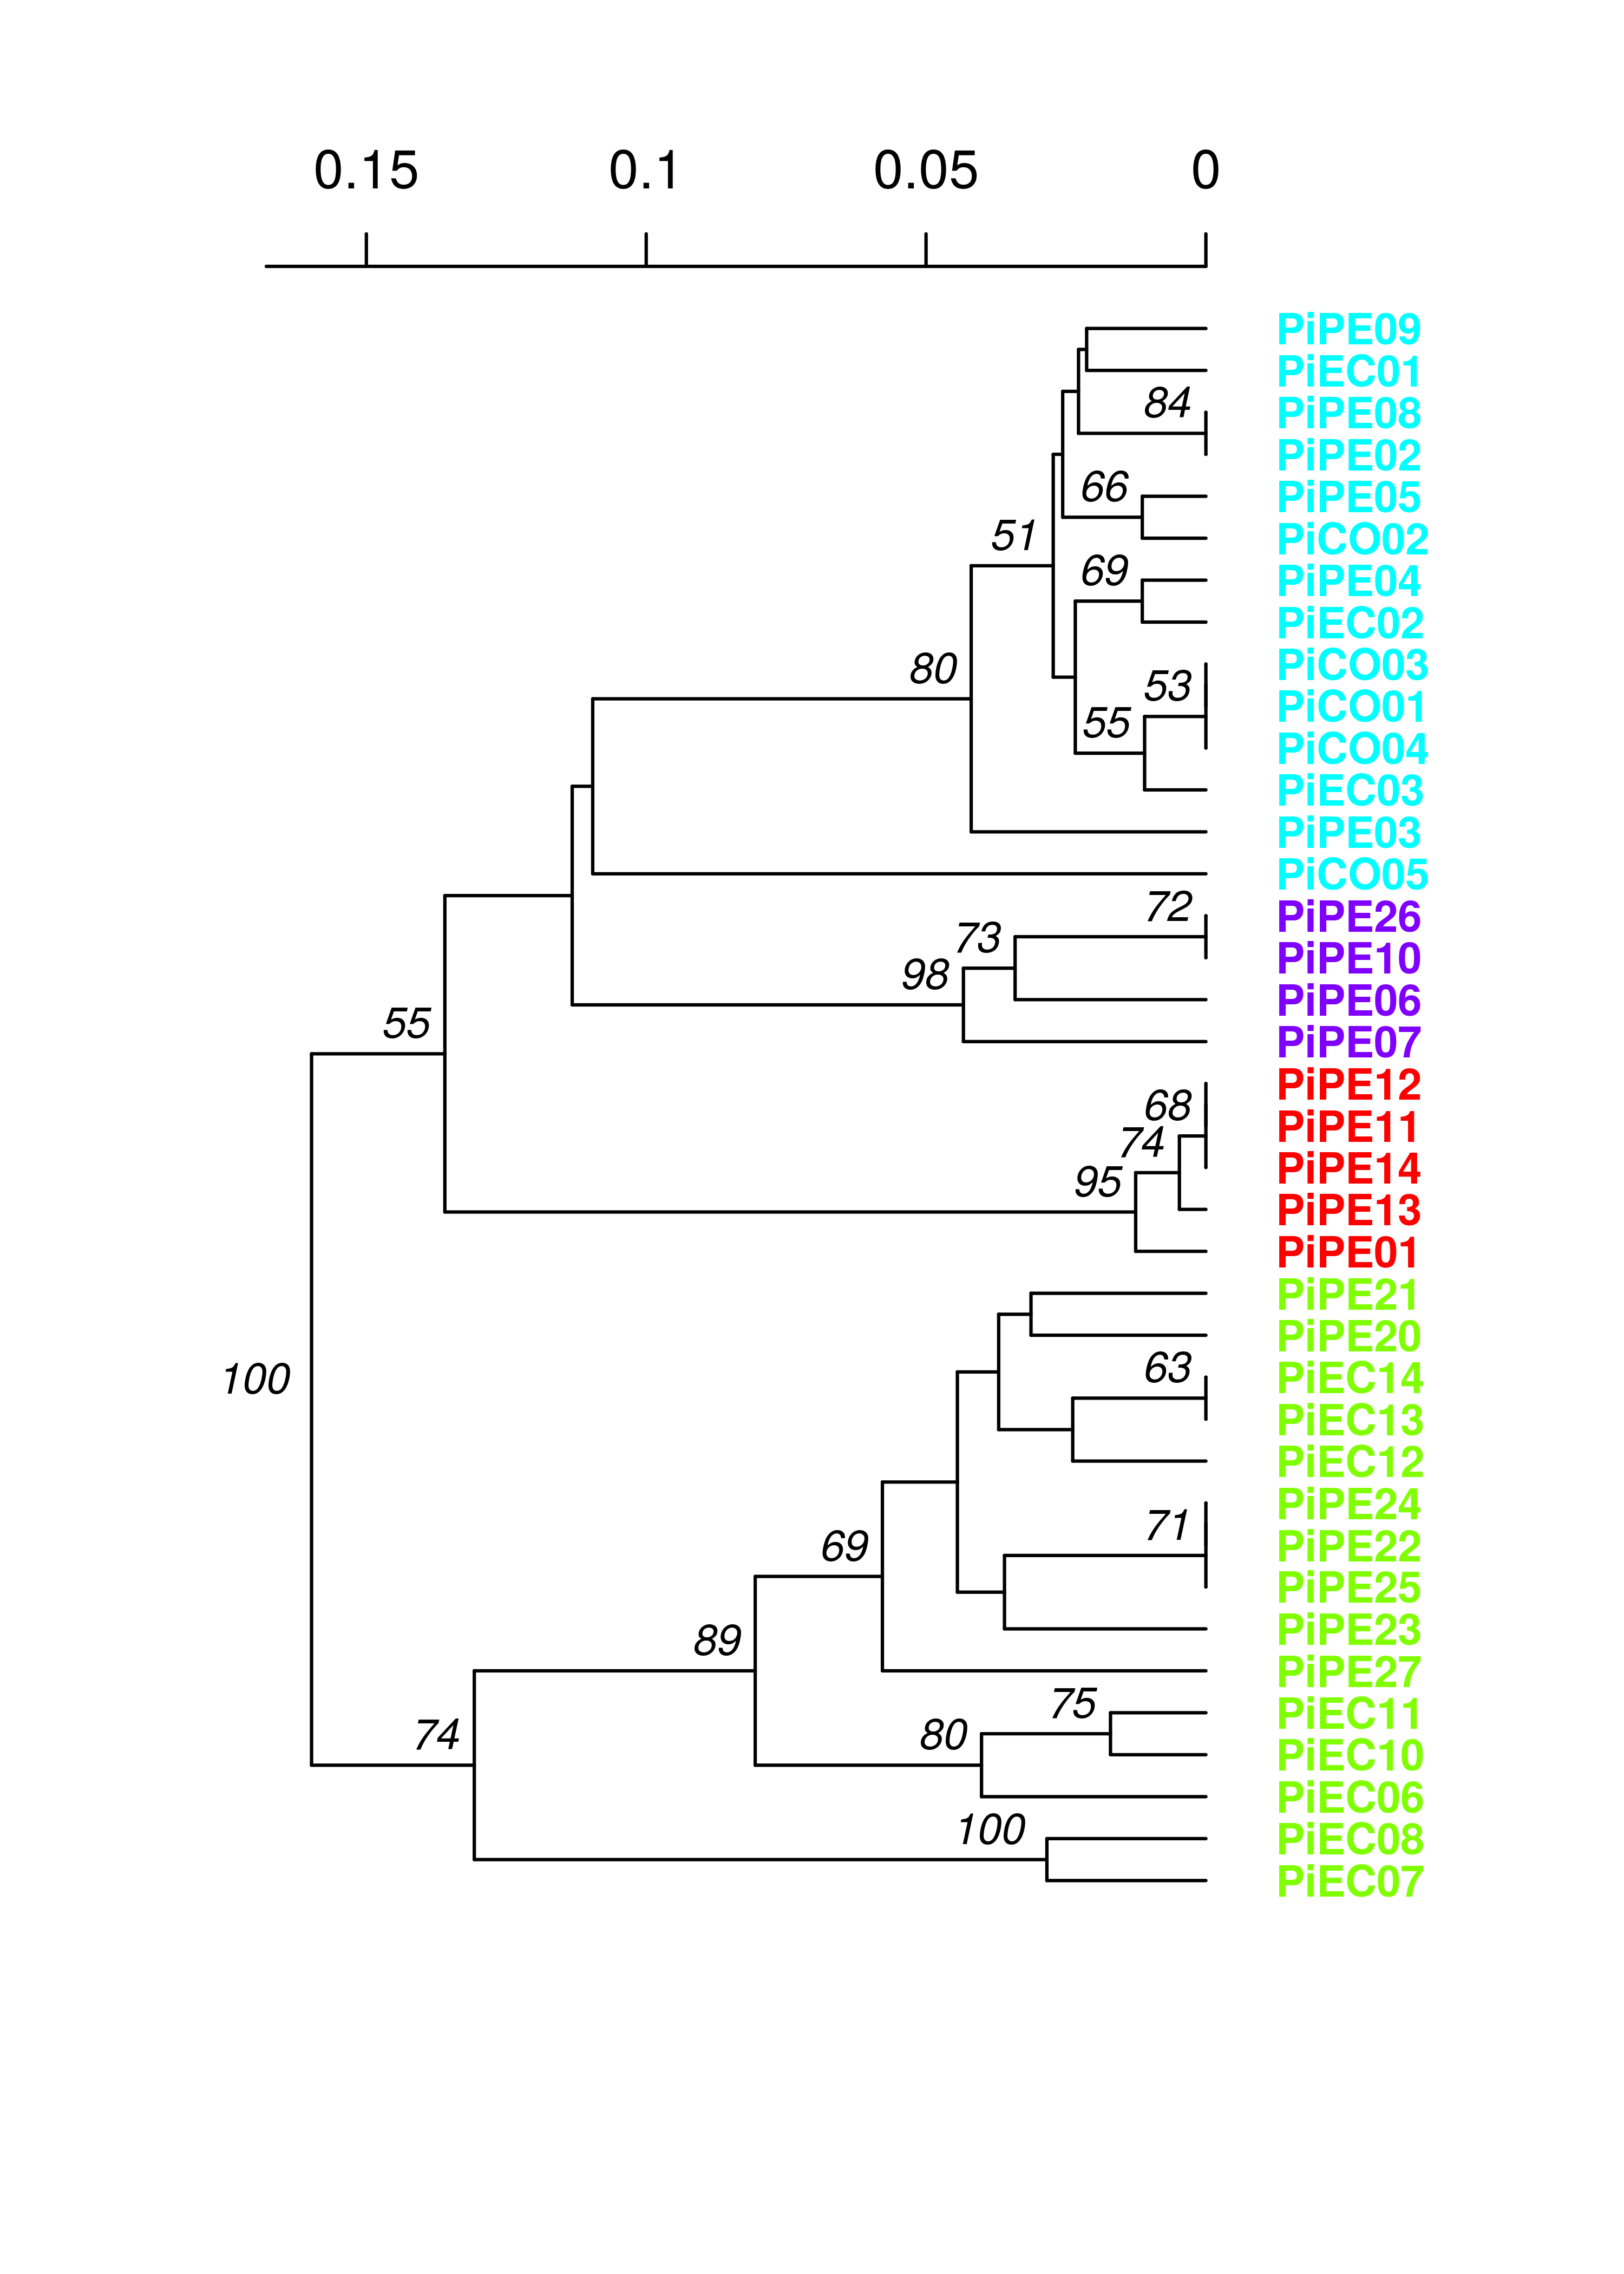 0.15 0.1 0.05 0
PiPE09
PiEC01
84 PiPE08
PiPE02
66 PiPE05
51 PiCO02
69 PiPE04
PiEC02
80 PiCO03
53 PiCO01
55 PiCO04
PiEC03
PiPE03
PiCO05
72 PiPE26
73 PiPE10
98 PiPE06
55 PiPE07
PiPE12
68 PiPE11
74 PiPE14
95 PiPE13
PiPE01
PiPE21
PiPE20
100 63 PiEC14
PiEC13
PiEC12
PiPE24
71 PiPE22
69 PiPE25
89 PiPE23
PiPE27
75 PiEC11
74 80 PiEC10
PiEC06
100 PiEC08
PiEC07